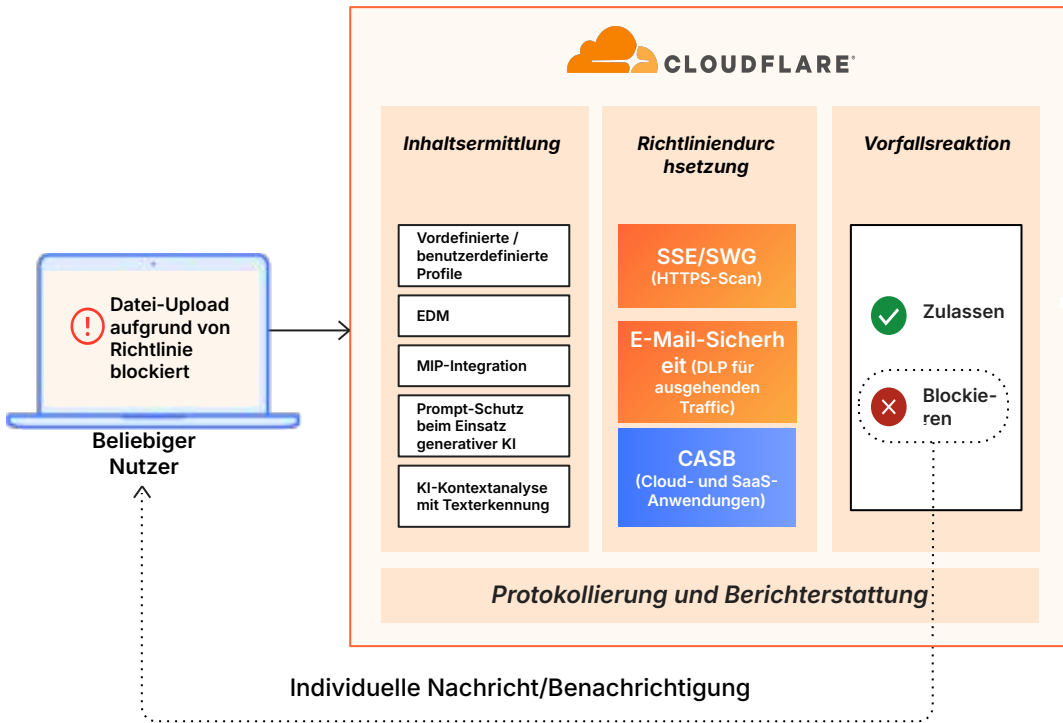 CLOUDFLARE
Inhaltsermittlung
Vordefinierte /
benutzerdefinierte
Profile
EDM
MIP-Integration
Prompt-Schutz
beim Einsatz
generativer KI
KI-Kontextanalyse
mit Texterkennung
Richtliniendurc
hsetzung
SSE/SWG
(HTTPS-Scan)
E-Mail-Sicherh
eit (DLP für
ausgehenden
Traffic)
CASB
(Cloud- und SaaS-
Anwendungen)
Vorfallsreaktion
Zulassen
Blockie-
ren
Datei-Upload
aufgrund von
Richtlinie
blockiert
Beliebiger
Nutzer
Protokollierung und Berichterstattung
Individuelle Nachricht/Benachrichtigung